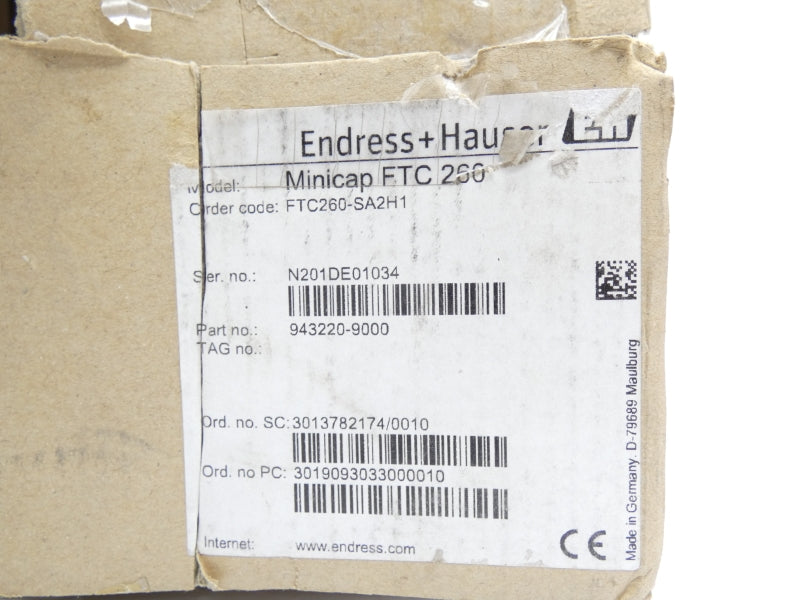 Endress+Hauser
Model: Minicap FTC 260
Order code: FTC260-SA2H1
Ser. no.: N201DE01034
Part no.: 943220-9000
TAG no.:
Ord. no. SC: 3013782174/0010
Ord. no PC: 3019093033000010
Internet: www.endress.com
CE
Made in Germany, D-79689 Maulburg